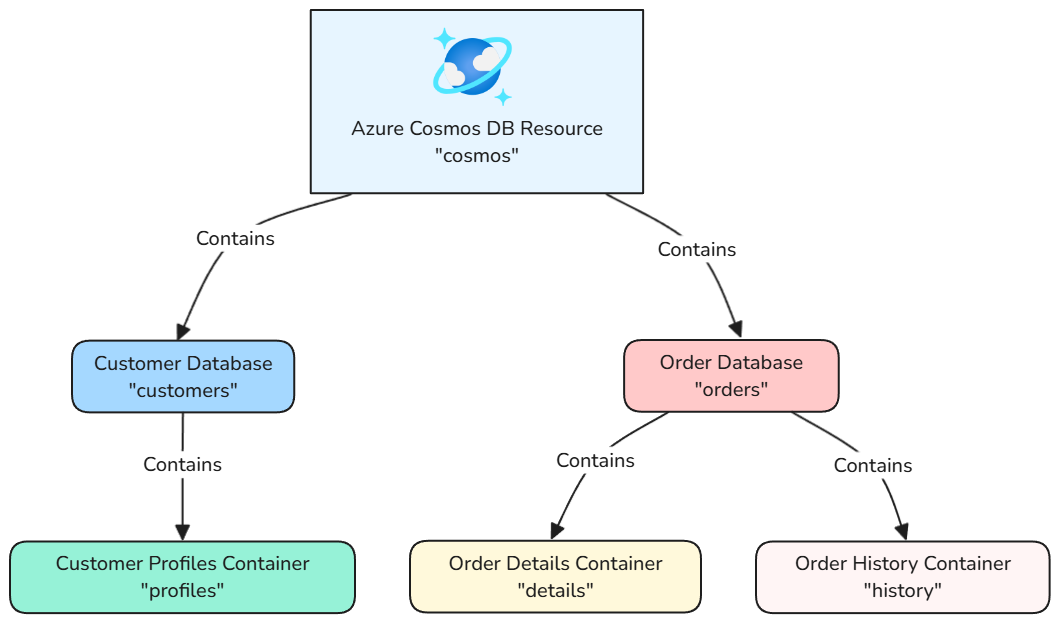 Azure Cosmos DB Resource
"cosmos"
Contains
Contains
Customer Database
"customers"
Order Database
"orders"
Contains
Contains
Contains
Customer Profiles Container
"profiles"
Order Details Container
"details"
Order History Container
"history"